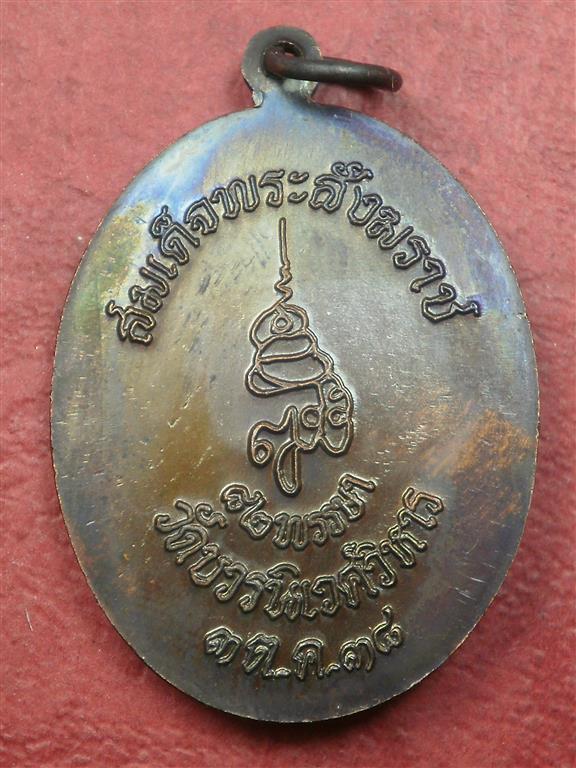 สมเด็จพระสังฆราช
๘๒พรรษา
วัดบวรนิเวศวิหาร
๓ ต.ค.๓๘